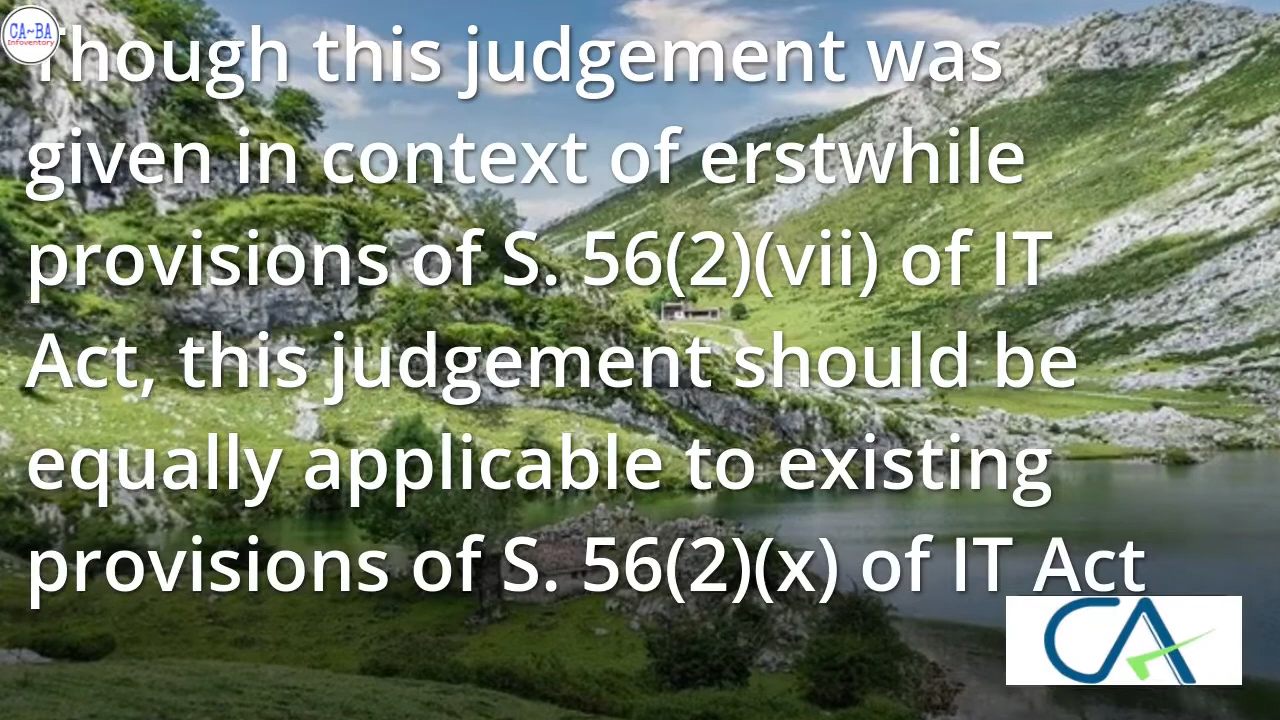 CA~BA
Infoventory
Though this judgement was
given in context of erstwhile
provisions of S. 56(2)(vii) of IT
Act, this judgement should be
equally applicable to existing
provisions of S. 56(2)(x) of IT Act
CA